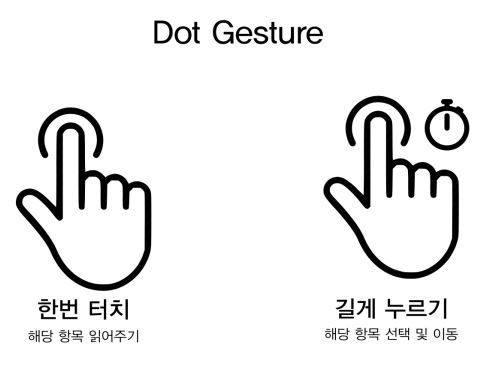 Dot Gesture
한번 터치
해당 항목 읽어주기
길게 누르기
해당 항목 선택 및 이동